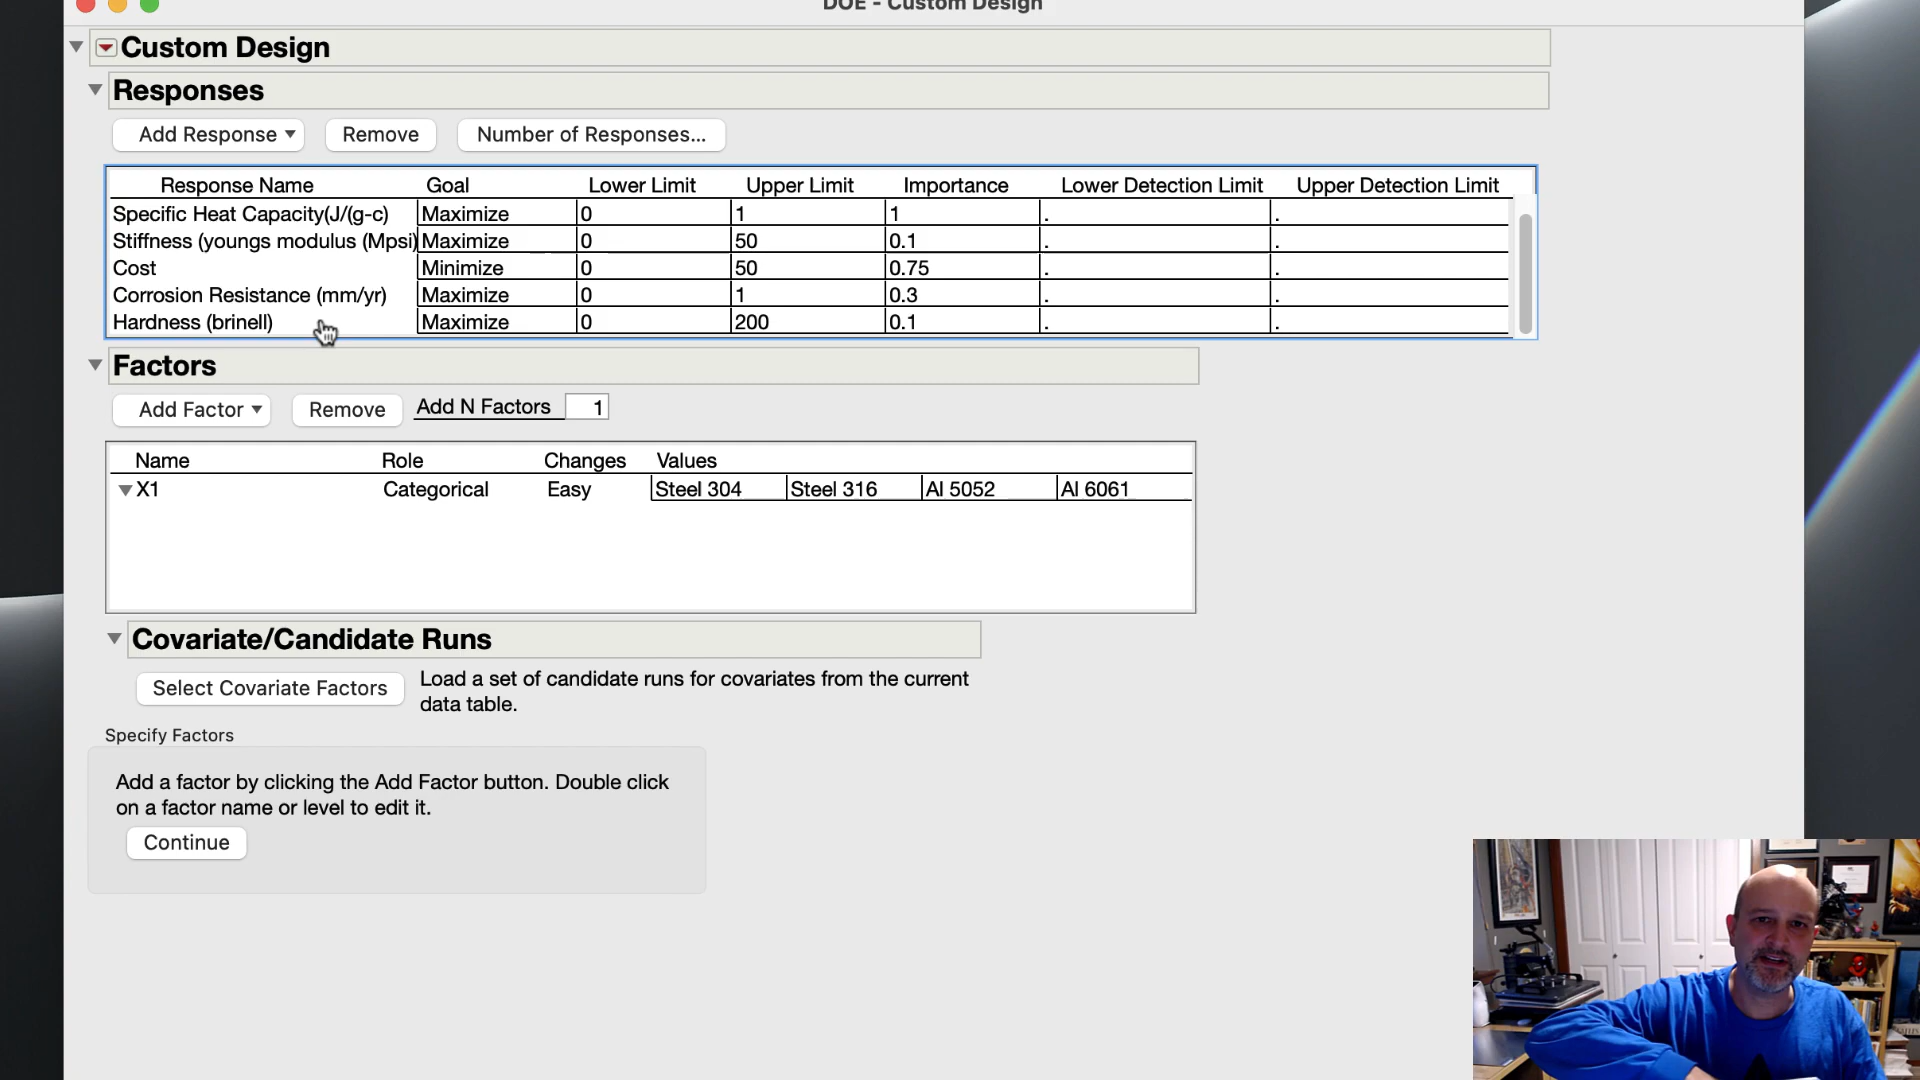 DOE - Custom Design
Custom Design
Responses
Add Response Remove Number of Responses...
Response Name Goal Lower Limit Upper Limit Importance Lower Detection Limit Upper Detection Limit
Specific Heat Capacity(J/(g-c) Maximize 0 1 1 . .
Stiffness (youngs modulus (Mpsi) Maximize 0 50 0.1 . .
Cost Minimize 0 50 0.75 . .
Corrosion Resistance (mm/yr) Maximize 0 1 0.3 . .
Hardness (brinell) Maximize 0 200 0.1 . .
Factors
Add Factor Remove Add N Factors 1
Name Role Changes Values
X1 Categorical Easy Steel 304 Steel 316 Al 5052 Al 6061
Covariate/Candidate Runs
Select Covariate Factors
Load a set of candidate runs for covariates from the current
data table.
Specify Factors
Add a factor by clicking the Add Factor button. Double click
on a factor name or level to edit it.
Continue